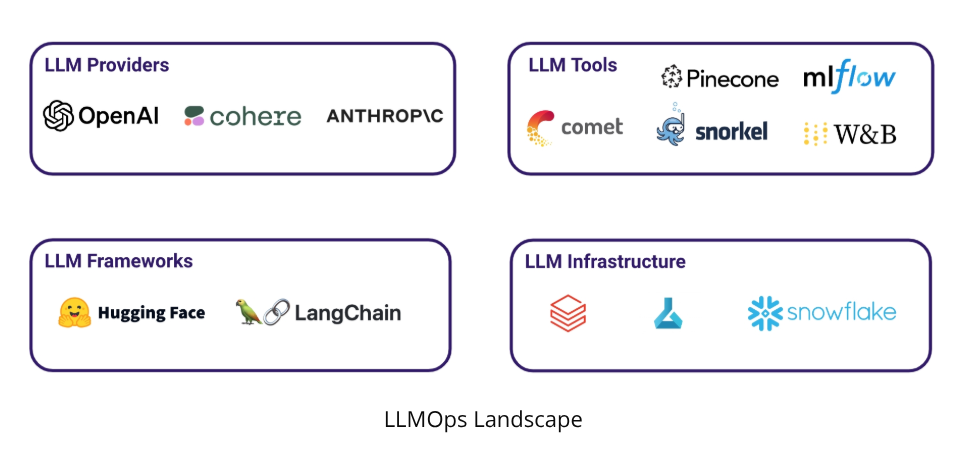 LLM Providers
OpenAI cohere ANTHROP\C
LLM Tools
Pinecone mlflow
comet snorkel W&B
LLM Frameworks
Hugging Face LangChain
LLM Infrastructure
snowflake
LLMOps Landscape